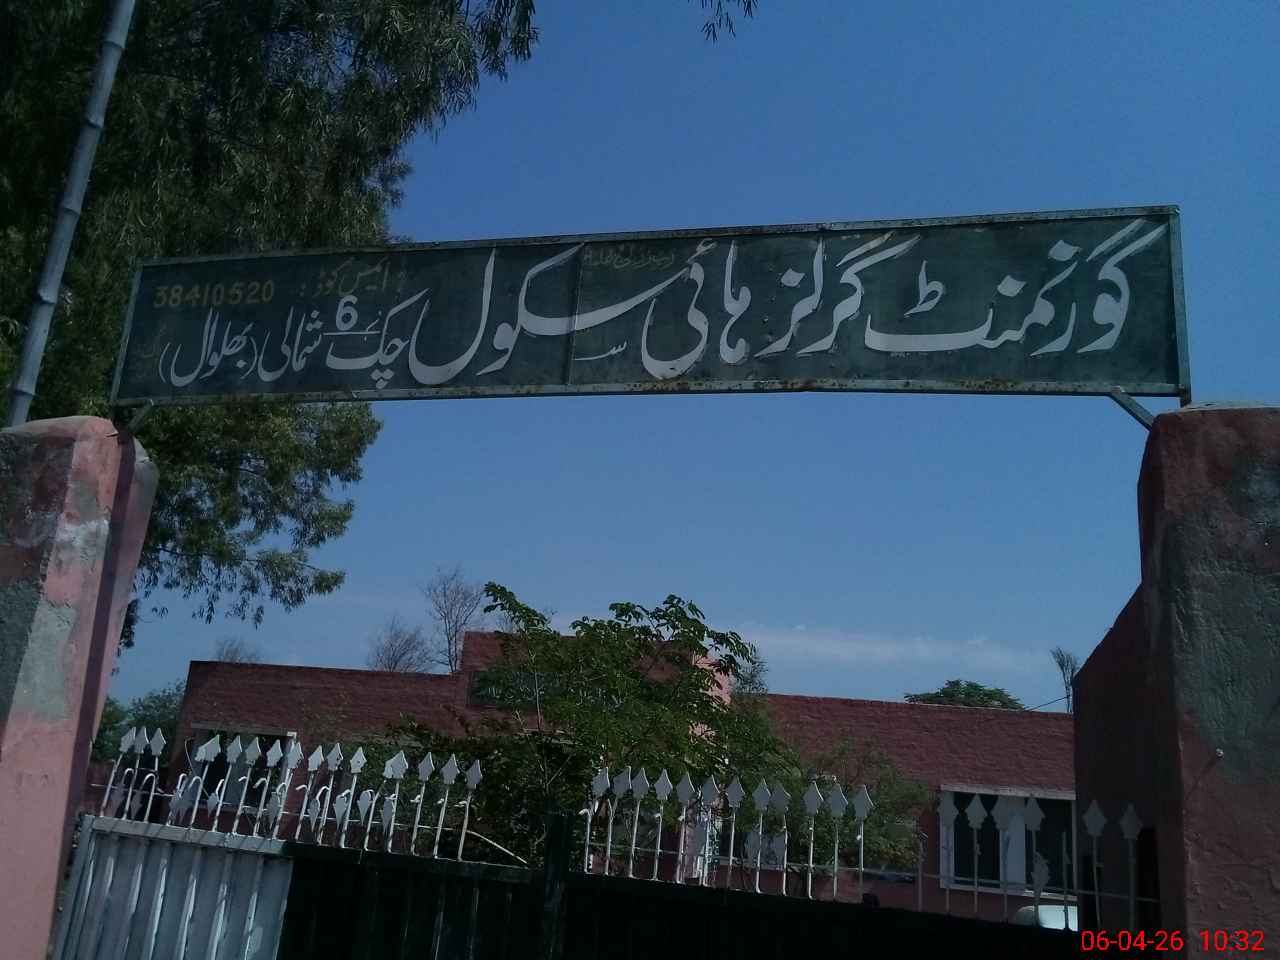 گورنمنٹ گرلز ہائی سکول چک 6 شمالی (بھلوال)
ایمس کوڈ : 38410520
06-04-26 10:32